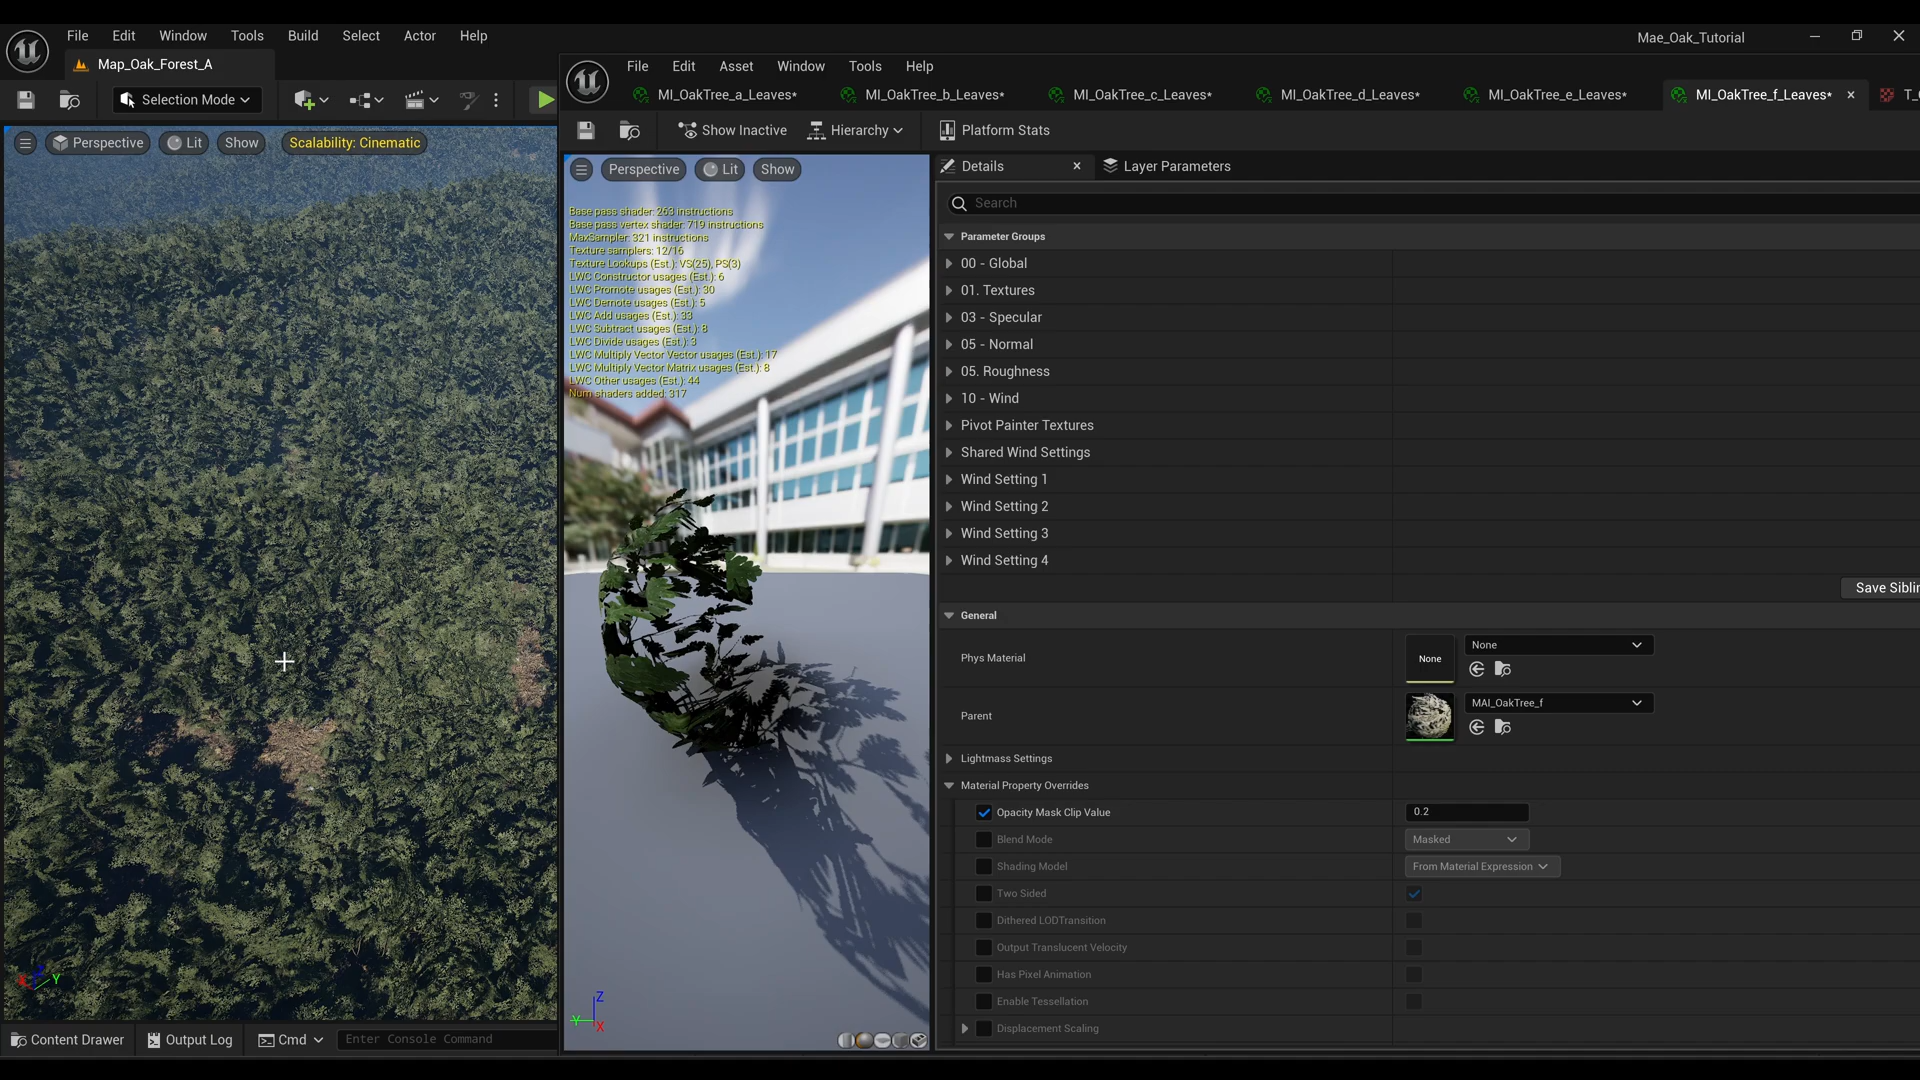 File Edit Window Tools Build Select Actor Help
Mae_Oak_Tutorial
Map_Oak_Forest_A
Selection Mode
Perspective Lit Show Scalability: Cinematic
File Edit Asset Window Tools Help
MI_OakTree_a_Leaves* MI_OakTree_b_Leaves* MI_OakTree_c_Leaves* MI_OakTree_d_Leaves* MI_OakTree_e_Leaves* MI_OakTree_f_Leaves*
Show Inactive Hierarchy Platform Stats
Perspective Lit Show
Base pass shader: 263 instructions
Base pass vertex shader: 719 instructions
MaxSampler: 321 instructions
Texture samplers: 12/16
Texture Lookups (Est.): VS(25), PS(3)
LWC Constructor usages (Est.): 6
LWC Promote usages (Est.): 30
LWC Demote usages (Est.): 5
LWC Add usages (Est.): 33
LWC Subtract usages (Est.): 8
LWC Divide usages (Est.): 3
LWC Multiply Vector Vector usages (Est.): 17
LWC Multiply Vector Matrix usages (Est.): 8
LWC Other usages (Est.): 44
Num shaders added: 317
Details Layer Parameters
Search
Parameter Groups
00 - Global
01. Textures
03 - Specular
05 - Normal
05. Roughness
10 - Wind
Pivot Painter Textures
Shared Wind Settings
Wind Setting 1
Wind Setting 2
Wind Setting 3
Wind Setting 4
Save Siblin
General
Phys Material None None
Parent MAI_OakTree_f
Lightmass Settings
Material Property Overrides
Opacity Mask Clip Value 0.2
Blend Mode Masked
Shading Model From Material Expression
Two Sided
Dithered LODTransition
Output Translucent Velocity
Has Pixel Animation
Enable Tessellation
Displacement Scaling
X Z Y
Z Y X
Content Drawer Output Log Cmd Enter Console Command